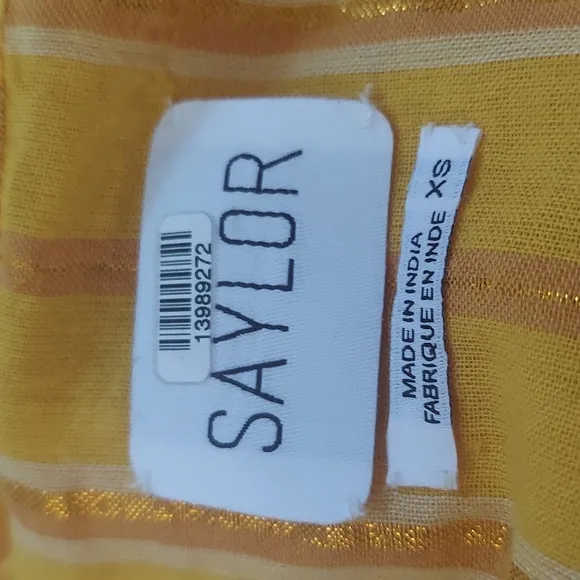 SAYLOR
13989272
XS
MADE IN INDIA
FABRIQUE EN INDE